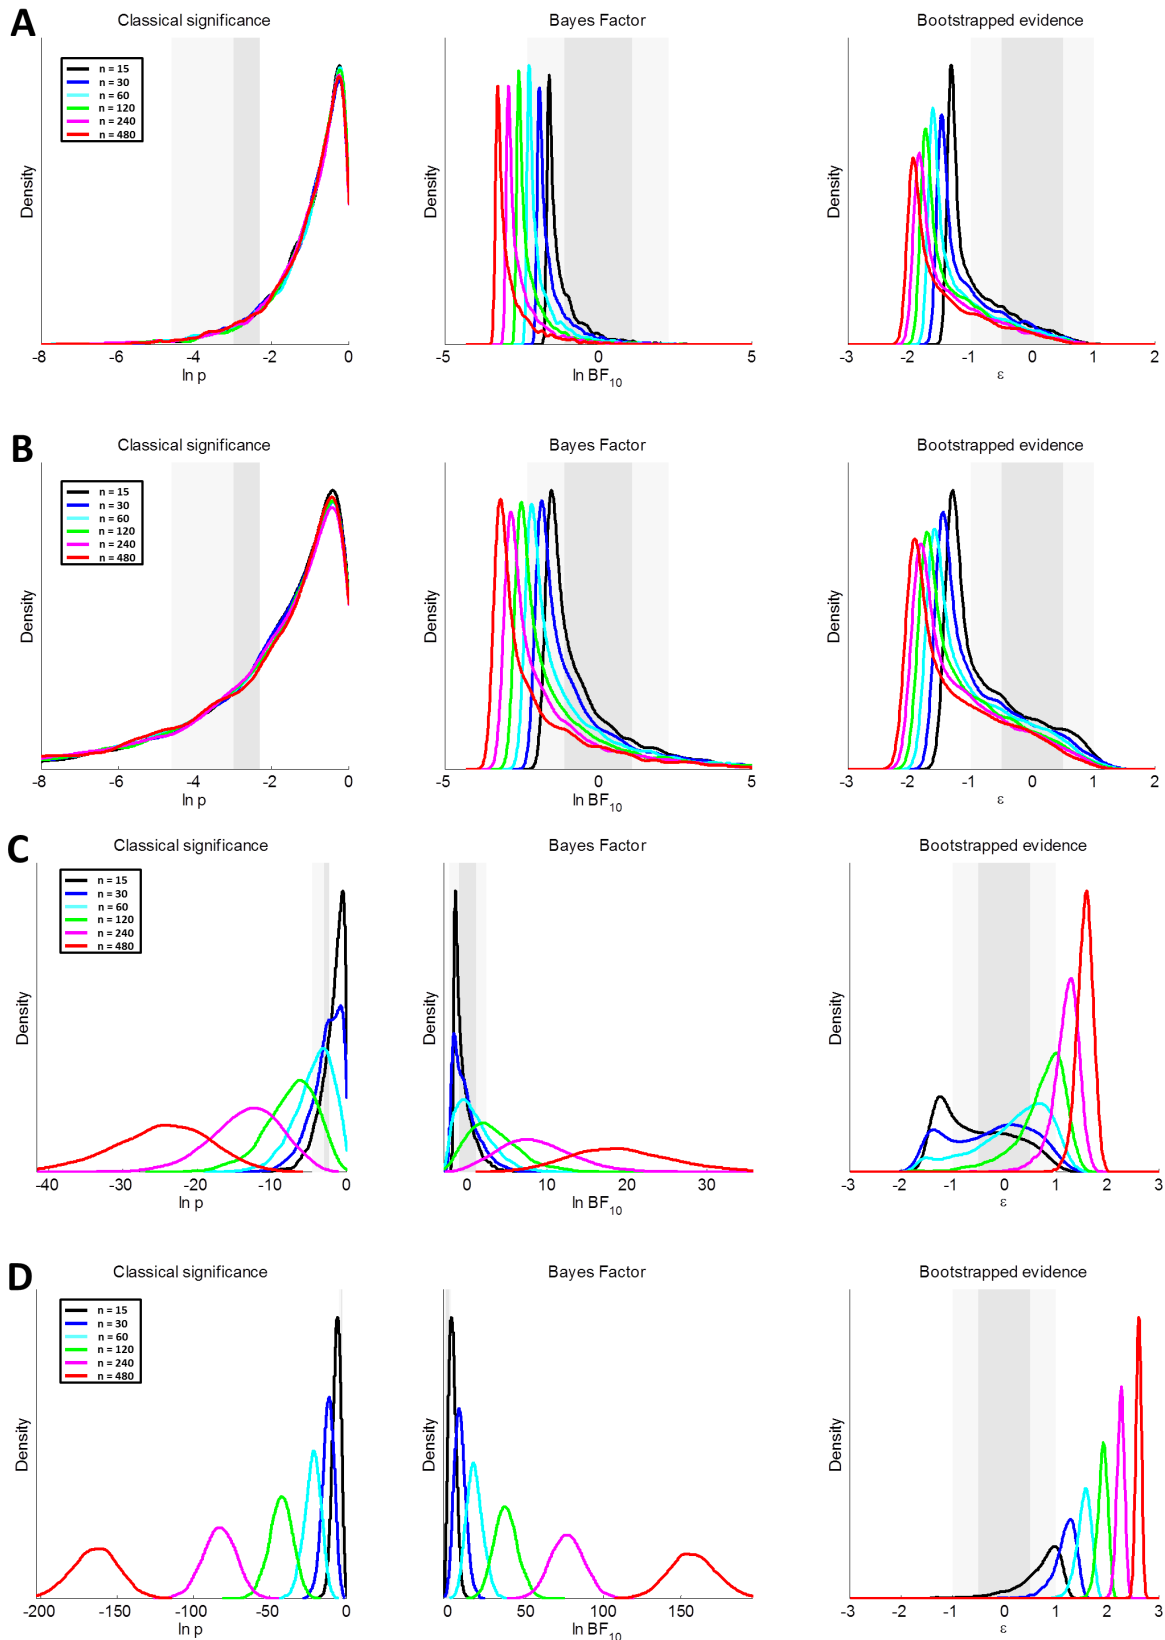 A
Classical significance
Bayes Factor
Bootstrapped evidence
n = 15
n = 30
n = 60
n = 120
n = 240
n = 480
Density
Density
Density
-8 -6 -4 -2 0
-5 0 5
-3 -2 -1 0 1 2
ln p
ln BF10
ε
B
Classical significance
Bayes Factor
Bootstrapped evidence
n = 15
n = 30
n = 60
n = 120
n = 240
n = 480
Density
Density
Density
-8 -6 -4 -2 0
-5 0 5
-3 -2 -1 0 1 2
ln p
ln BF10
ε
C
Classical significance
Bayes Factor
Bootstrapped evidence
n = 15
n = 30
n = 60
n = 120
n = 240
n = 480
Density
Density
Density
-40 -30 -20 -10 0
0 10 20 30
-3 -2 -1 0 1 2 3
ln p
ln BF10
ε
D
Classical significance
Bayes Factor
Bootstrapped evidence
n = 15
n = 30
n = 60
n = 120
n = 240
n = 480
Density
Density
Density
-200 -150 -100 -50 0
0 50 100 150
-3 -2 -1 0 1 2 3
ln p
ln BF10
ε